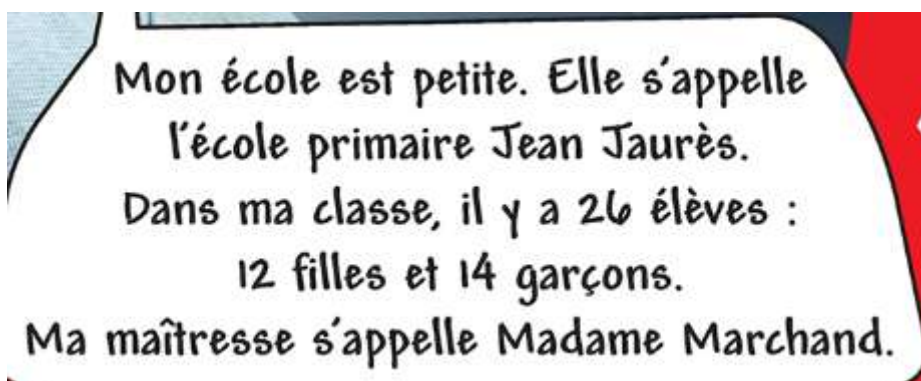 Mon école est petite. Elle s'appelle
l'école primaire Jean Jaurès.
Dans ma classe, il y a 26 élèves :
12 filles et 14 garçons.
Ma maîtresse s'appelle Madame Marchand.